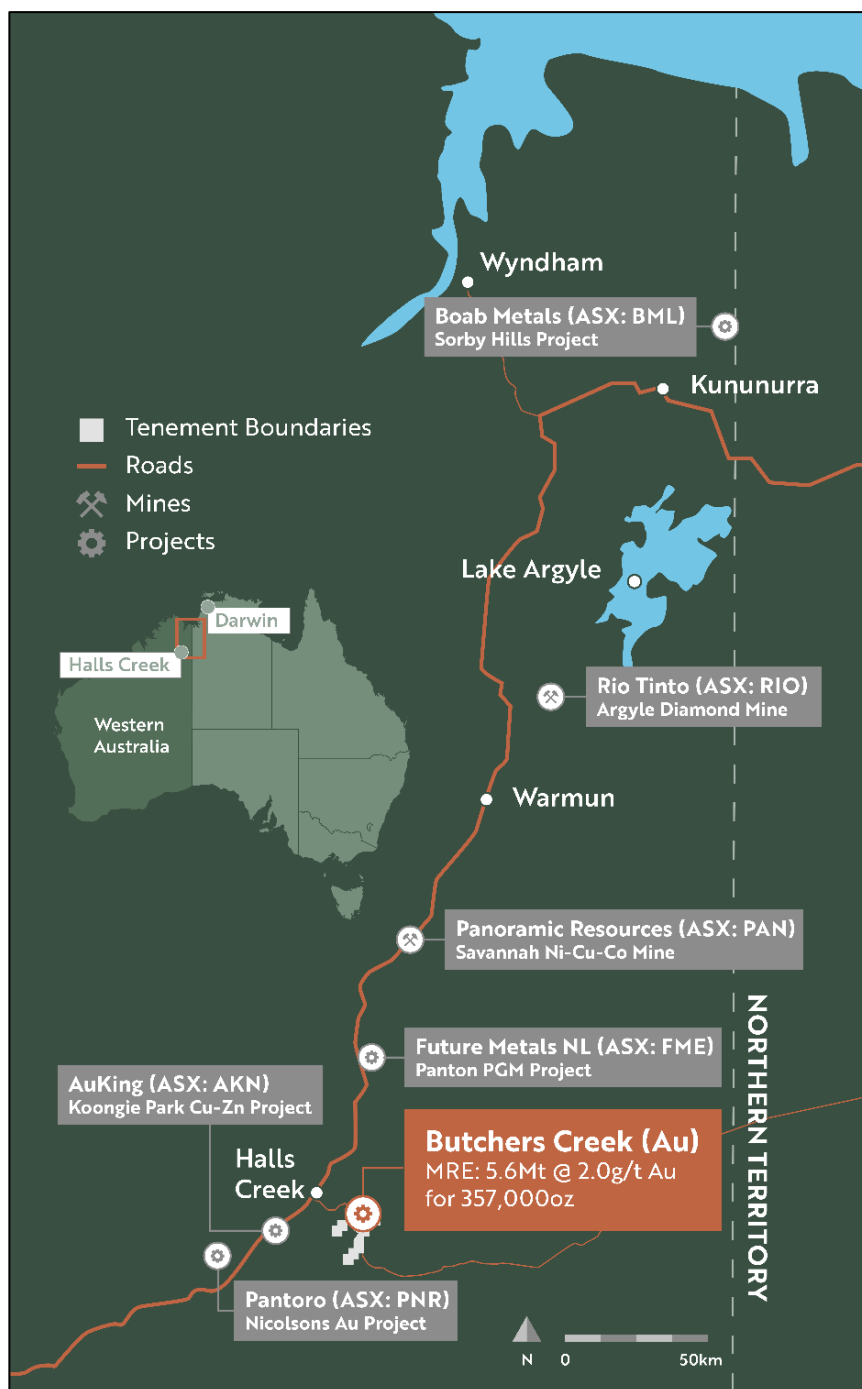 Wyndham
Boab Metals (ASX: BML)
Sorby Hills Project
Kununurra
Tenement Boundaries
Roads
Mines
Projects
Lake Argyle
Darwin
Halls Creek
Western
Australia
Rio Tinto (ASX: RIO)
Argyle Diamond Mine
Warmun
Panoramic Resources (ASX: PAN)
Savannah Ni-Cu-Co Mine
NORTHERN TERRITORY
Future Metals NL (ASX: FME)
Panton PGM Project
AuKing (ASX: AKN)
Koongie Park Cu-Zn Project
Butchers Creek (Au)
MRE: 5.6Mt @ 2.0g/t Au
for 357,000oz
Halls
Creek
Pantoro (ASX: PNR)
Nicolsons Au Project
N
0
50km